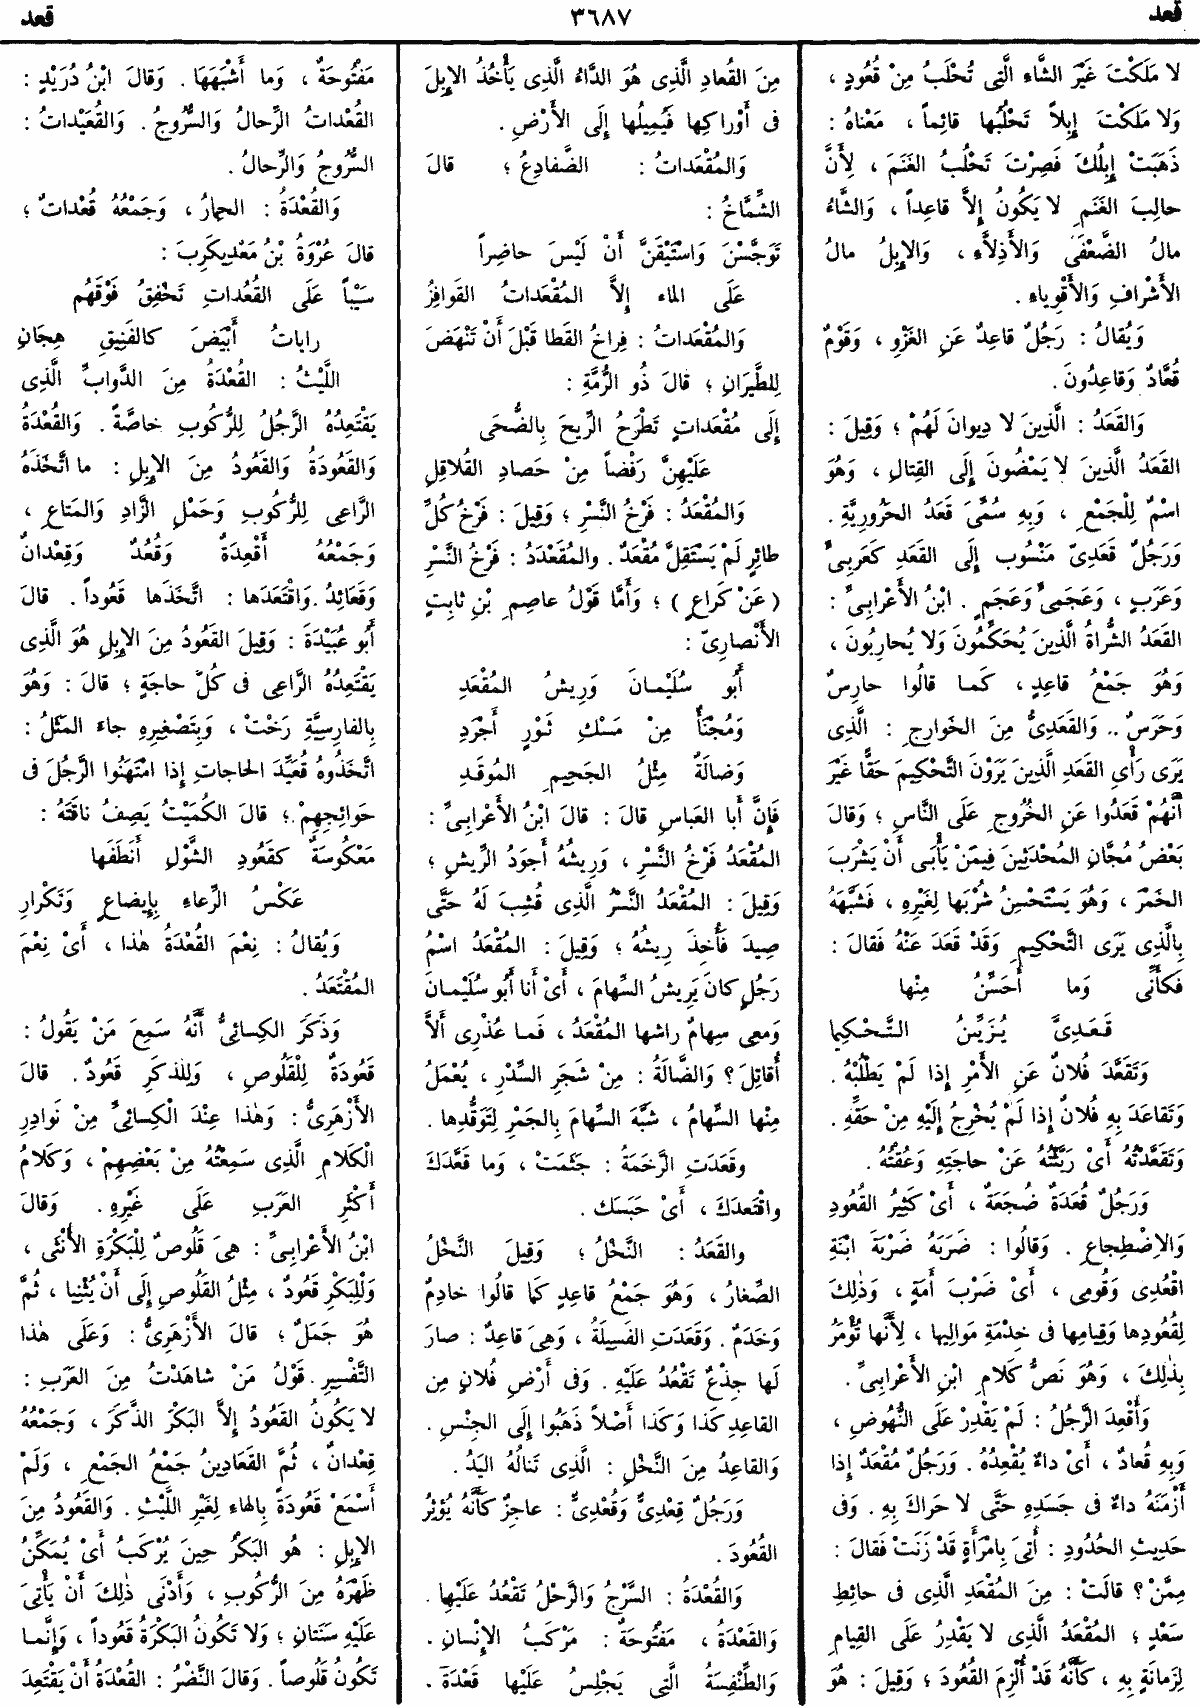 قعد
٣٦٨٧
قعد
لا مَلَكْتَ غَيْرَ الشَّاءِ الَّتِى تُحْلَبُ مِنْ قُعُودٍ ،
وَلا مَلَكْتَ إِبِلاً تَحْلُبُها قائِماً ، مَعْناهُ :
ذَهَبَتْ إِبِلُكَ فَصِرْتَ تَحْلُبُ الغَنَمَ ، لِأَنَّ
حالِبَ الغَنَمِ لا يَكُونُ إِلاَّ قاعِداً ، وَالشَّاءُ
مالُ الضَّعْفَى وَالأَذِلاَّءِ ، وَالإِبِلُ مالُ
الأَشْرافِ وَالأَقْوِياءِ .
وَيُقالُ : رَجُلٌ قاعِدٌ عَنِ الغَزْوِ ، وَقَوْمٌ
قُعَّادٌ وَقاعِدُونَ .
وَالقَعَدُ : الَّذِينَ لا دِيوانَ لَهُمْ ؛ وَقِيلَ :
القَعَدُ الَّذِينَ لا يَمْضُونَ إِلَى القِتالِ ، وَهُوَ
اسْمٌ لِلْجَمْعِ ، وَبِهِ سُمِّىَ قَعَدُ الحَرُورِيَّةِ .
وَرَجُلٌ قَعَدِىّ مَنْسُوب إِلَى القَعَدِ كَعَرَبِىٍّ
وَعَرَبٍ ، وَعَجَمِىٍّ وَعَجَمٍ . ابْنُ الأَعْرابِىِّ :
القَعَدُ الشُّراةُ الَّذِينَ يُحَكِّمُونَ وَلا يُحارِبُونَ ،
وَهُوَ جَمْعُ قاعِدٍ ، كَما قالُوا حارِسٌ
وَحَرَسٌ .. وَالقَعَدِىُّ مِنَ الخَوارِجِ : الَّذِى
يَرَى رَأْىَ القَعَدِ الَّذِينَ يَرَوْنَ التَّحْكِيمَ حَقًّا غَيْرَ
أَنَّهُمْ قَعَدُوا عَنِ الخُرُوجِ عَلَى النَّاسِ ؛ وَقالَ
بَعْضُ مُجَّانِ المُحْدَثِينَ فِيمَنْ يَأْبَى أَنْ يَشْرَبَ
الخَمْرَ ، وَهُوَ يَسْتَحْسِنُ شُرْبَها لِغَيْرِهِ ، فَشَبَّهَهُ
بِالَّذِى يَرَى التَّحْكِيمَ وَقَدْ قَعَدَ عَنْهُ فَقالَ :
فَكَأَنِّى وَما أُحَسِّنُ مِنْها
قَعَدِىٌّ يُزَيِّنُ التَّحْكِيما
وَتَقَعَّدَ فُلانٌ عَنِ الأَمْرِ إِذا لَمْ يَطْلُبْهُ .
وَتَقاعَدَ بِهِ فُلانٌ إِذا لَمْ يُخْرِجْ إِلَيْهِ مِنْ حَقِّهِ .
وَتَقَعَّدْتُهُ أَىْ رَبَّثْتُهُ عَنْ حاجَتِهِ وَعُقْتُهُ .
وَرَجُلٌ قُعَدَةٌ ضُجَعَةٌ ، أَىْ كَثِيرُ القُعُودِ
وَالاِضْطِجاعِ . وَقالُوا : ضَرَبَهُ ضَرْبَةَ ابْنَةِ
اقْعُدِى وَقُومِى ، أَىْ ضَرْبَ أَمَةٍ ، وَذٰلِكَ
لِقُعُودِها وَقِيامِها فى خِدْمَةِ مَوالِيها ، لِأَنَّها تُؤْمَرُ
بِذٰلِكَ ، وَهُوَ نَصُّ كَلامِ ابْنِ الأَعْرابِىِّ .
وَأُقْعِدَ الرَّجُلُ : لَمْ يَقْدِرْ عَلَى النُّهُوضِ ،
وَبِهِ قُعادٌ ، أَىْ داءٌ يُقْعِدُهُ . وَرَجُلٌ مُقْعَدٌ إِذا
أَزْمَنَهُ داءٌ فى جَسَدِهِ حَتَّى لا حَراكَ بِهِ . وَفى
حَدِيثِ الحُدُودِ : أُتِىَ بِامْرَأَةٍ قَدْ زَنَتْ فَقالَ :
مِمَّنْ ؟ قالَتْ : مِنَ المُقْعَدِ الَّذِى فى حائِطِ
سَعْدٍ ؛ المُقْعَدُ الَّذِى لا يَقْدِرُ عَلَى القِيامِ
لِزَمانَةٍ بِهِ ، كَأَنَّهُ قَدْ أُلْزِمَ القُعُودَ ؛ وَقِيلَ : هُوَ
مِنَ القُعادِ الَّذِى هُوَ الدَّاءُ الَّذِى يَأْخُذُ الإِبِلَ
فى أَوْراكِها فَيُمِيلُها إِلَى الأَرْضِ .
وَالمُقْعَداتُ : الضَّفادِعُ ؛ قالَ
الشَّمَّاخُ :
تَوَجَّسْنَ وَاسْتَيْقَنَّ أَنْ لَيْسَ حاضِراً
عَلَى الماءِ إِلاَّ المُقْعَداتُ القَوافِزُ
وَالمُقْعَداتُ : فِراخُ القَطا قَبْلَ أَنْ تَنْهَضَ
لِلطَّيَرانِ ؛ قالَ ذُو الرُّمَّةِ :
إِلَى مُقْعَداتٍ تَطْرَحُ الرِّيحَ بِالضُّحَى
عَلَيْهِنَّ رَفْضاً مِنْ حَصادِ القُلاقِلِ
وَالمُقْعَدُ : فَرْخُ النَّسْرِ ؛ وَقِيلَ : فَرْخُ كُلِّ
طائِرٍ لَمْ يَسْتَقِلَّ مُقْعَدٌ . والمُقَعْدَدُ : فَرْخُ النَّسْرِ
( عَنْ كَراعٍ ) ؛ وَأَمَّا قَوْلُ عاصِمِ بْنِ ثابِتٍ
الأَنْصارِىّ :
أَبُو سُلَيْمانَ وَرِيشُ المُقْعَدِ
وَمُجْنَأٌ مِنْ مَسْكِ ثَوْرٍ أَجْرَدِ
وَضالَةٌ مِثْلُ الجَحِيمِ المُوقَدِ
فَإِنَّ أَبا العَباسِ قالَ : قالَ ابْنُ الأَعْرابِىِّ :
المُقْعَدُ فَرْخُ النَّسْرِ ، وَرِيشُهُ أَجوَدُ الرِّيشِ ؛
وَقِيلَ : المُقْعَدُ النَّسْرُ الَّذِى قُشِبَ لَهُ حَتَّى
صِيدَ فَأُخِذَ رِيشُهُ ؛ وَقِيلَ : المُقْعَدُ اسْمُ
رَجُلٍ كانَ يَرِيشُ السِّهامَ ، أَىْ أَنا أَبُو سُلَيْمانَ
وَمعِى سِهامٌ راشها المُقْعَدُ ، فَما عُذْرِى أَلاَّ
أُقاتِلَ ؟ وَالضَّالَةُ : مِنْ شَجَرِ السِّدْرِ ، يُعْمَلُ
مِنْها السِّهامُ ، شَبَّهَ السِّهامَ بِالجَمْرِ لِتَوَقُّدِها .
وَقَعَدَتِ الرَّخَمَةُ : جَثَمَتْ ، وَما قَعَّدَكَ
واقْتَعدَكَ ، أَىْ حَبَسَك .
والقَعَدُ : النَّخْلُ ؛ وَقِيلَ النَّخْلُ
الصِّغارُ ، وَهُوَ جَمْعُ قاعِدٍ كَما قالُوا خادِمٌ
وَخَدَمٌ . وَقَعَدَتِ الفَسِيلَةُ ، وَهِىَ قاعِدٌ : صارَ
لَها جِذْعٌ تَقْعُدُ عَلَيْهِ . وَفى أَرْضِ فُلانٍ مِن
القاعِدِ كَذا وَكَذا أَصْلاً ذَهَبُوا إِلَى الجِنْسِ .
وَالقاعِدُ مِنَ النَّخْلِ : الَّذِى تَنالُهُ اليَدُ .
وَرَجُلٌ قِعْدِىٌّ وَقُعْدِىٌّ : عاجِزٌ كَأَنَّهُ يُؤْثِرُ
القُعُودَ .
وَالقُعْدَةُ : السَّرْجُ وَالرَّحْلُ تَقْعُدُ عَلَيْها .
وَالقَعْدَةُ ، مَفْتُوحَةٌ : مَرْكَبُ الإِنْسانِ .
وَالطِّنْفِسَةُ الَّتِى يَجْلِسُ عَلَيْها قَعْدَةٌ .
مَفْتُوحَةٌ ، وَما أَشْبَهَها . وَقالَ ابْنُ دُرَيْدٍ :
القُعْداتُ الرِّحالُ وَالسُّرُوجُ . وَالقُعَيْداتُ :
السُّرُوجُ وَالرِّحالُ .
وَالقُعْدَةُ : الحِمارُ ، وَجَمْعُهُ قُعْداتٌ ؛
قالَ عُرْوَةُ بْنُ مَعْدِيكَرِبَ :
سَيْباً عَلَى القُعُداتِ تَخْفِقُ فَوْقَهُم
راياتُ أَبْيَضَ كالفَنِيقِ هِجَانِ
اللَّيْثُ : القُعْدَةُ مِنَ الدَّوابِّ الَّذِى
يَقْتَعِدُهُ الرَّجُلُ لِلرُّكُوبِ خاصَّةً . وَالقُعْدَةُ
وَالقَعُودَةُ وَالقَعُودُ مِنَ الإِبِلِ : ما اتَّخَذَهُ
الرَّاعِى لِلرُّكُوبِ وَحَمْلِ الزَّادِ وَالمَتاعِ ،
وَجَمْعُهُ أَقْعِدَةٌ وَقُعُدٌ وَقِعْدانٌ
وَقَعَائِدُ . وَاقْتَعَدَها : اتَّخَذَها قَعُوداً . قالَ
أَبُو عُبَيْدَةَ : وَقِيلَ القَعُودُ مِنَ الإِبِلِ هُوَ الَّذِى
يَقْتَعِدُهُ الرَّاعِى فى كُلِّ حاجَةٍ ؛ قالَ : وَهُوَ
بِالفارِسِيَّةِ رَخْتْ ، وَبِتَصْغِيرِهِ جاءَ المَثَلُ :
اتَّخَذُوهُ قُعَيِّدَ الحاجاتِ إِذا امْتَهَنُوا الرَّجُلَ فى
حَوائِجِهِمْ ؛ قالَ الكُمَيْتُ يَصِفُ ناقَتَهُ :
مَعْكُوسَةٌ كقَعُودِ الشَّوْلِ أَنْطَفَها
عَكْسُ الرِّعاءِ بِإِيضاعٍ وَتَكْرارِ
وَيُقالُ : نِعْمَ القُعْدَةُ هٰذا ، أَىْ نِعْمَ
المُقْتَعَدُ .
وَذَكَرَ الكِسائِىُّ أَنَّهُ سَمِعَ مَنْ يَقُولُ :
قَعُودَةٌ لِلْقَلُوصِ ، وَلِلذَّكَرِ قَعُودٌ . قالَ
الأَزْهَرِىُّ : وَهٰذا عِنْدَ الْكِسائِىِّ مِنْ نَوادِرِ
الْكَلامِ الَّذِى سَمِعْتُهُ مِنْ بَعْضِهِمْ ، وَكَلامُ
أَكْثَرِ العَرَبِ عَلَى غَيْرِهِ . وَقالَ
ابْنُ الأَعْرابِىِّ : هِىَ قَلُوصٌ لِلْبَكْرَةِ الأُنْثَى ،
وَلْلِبَكْرِ قَعُودٌ ، مِثْلُ القَلُوصِ إِلَى أَنْ يُثْنِيا ، ثُمَّ
هُوَ جَمَلٌ ؛ قالَ الأَزْهَرِىُّ : وَعَلَى هٰذا
التَّفْسِيرِ . قَوْلُ مَنْ شاهَدْتُ مِنَ العَرَبِ :
لا يَكُونُ القَعُودُ إِلاَّ البَكْرَ الذَّكَرَ ، وَجَمْعُهُ
قِعْدانٌ ، ثُمَّ القَعَادِينُ جَمْعُ الجَمْعِ ، وَلَمْ
أَسْمَعْ قَعُودَةً بِالهاءِ لِغَيْرِ اللَّيْثِ . وَالقَعُودُ مِنَ
الإِبِلِ : هُو البَكرُ حِينَ يُرْكَبُ أَىْ يُمَكِّنُ
ظَهْرَهُ مِنَ الرُّكُوبِ ، وَأَدْنَى ذٰلِكَ أَنْ يَأْتِىَ
عَلَيْهِ سَنَتانِ ؛ وَلا تَكُونُ البَكْرَةُ قَعُوداً ، وَإِنَّما
تَكُونُ قَلُوصاً . وَقالَ النَّضْرُ : القُعْدَةُ أَنْ يَقْتَعِدَ